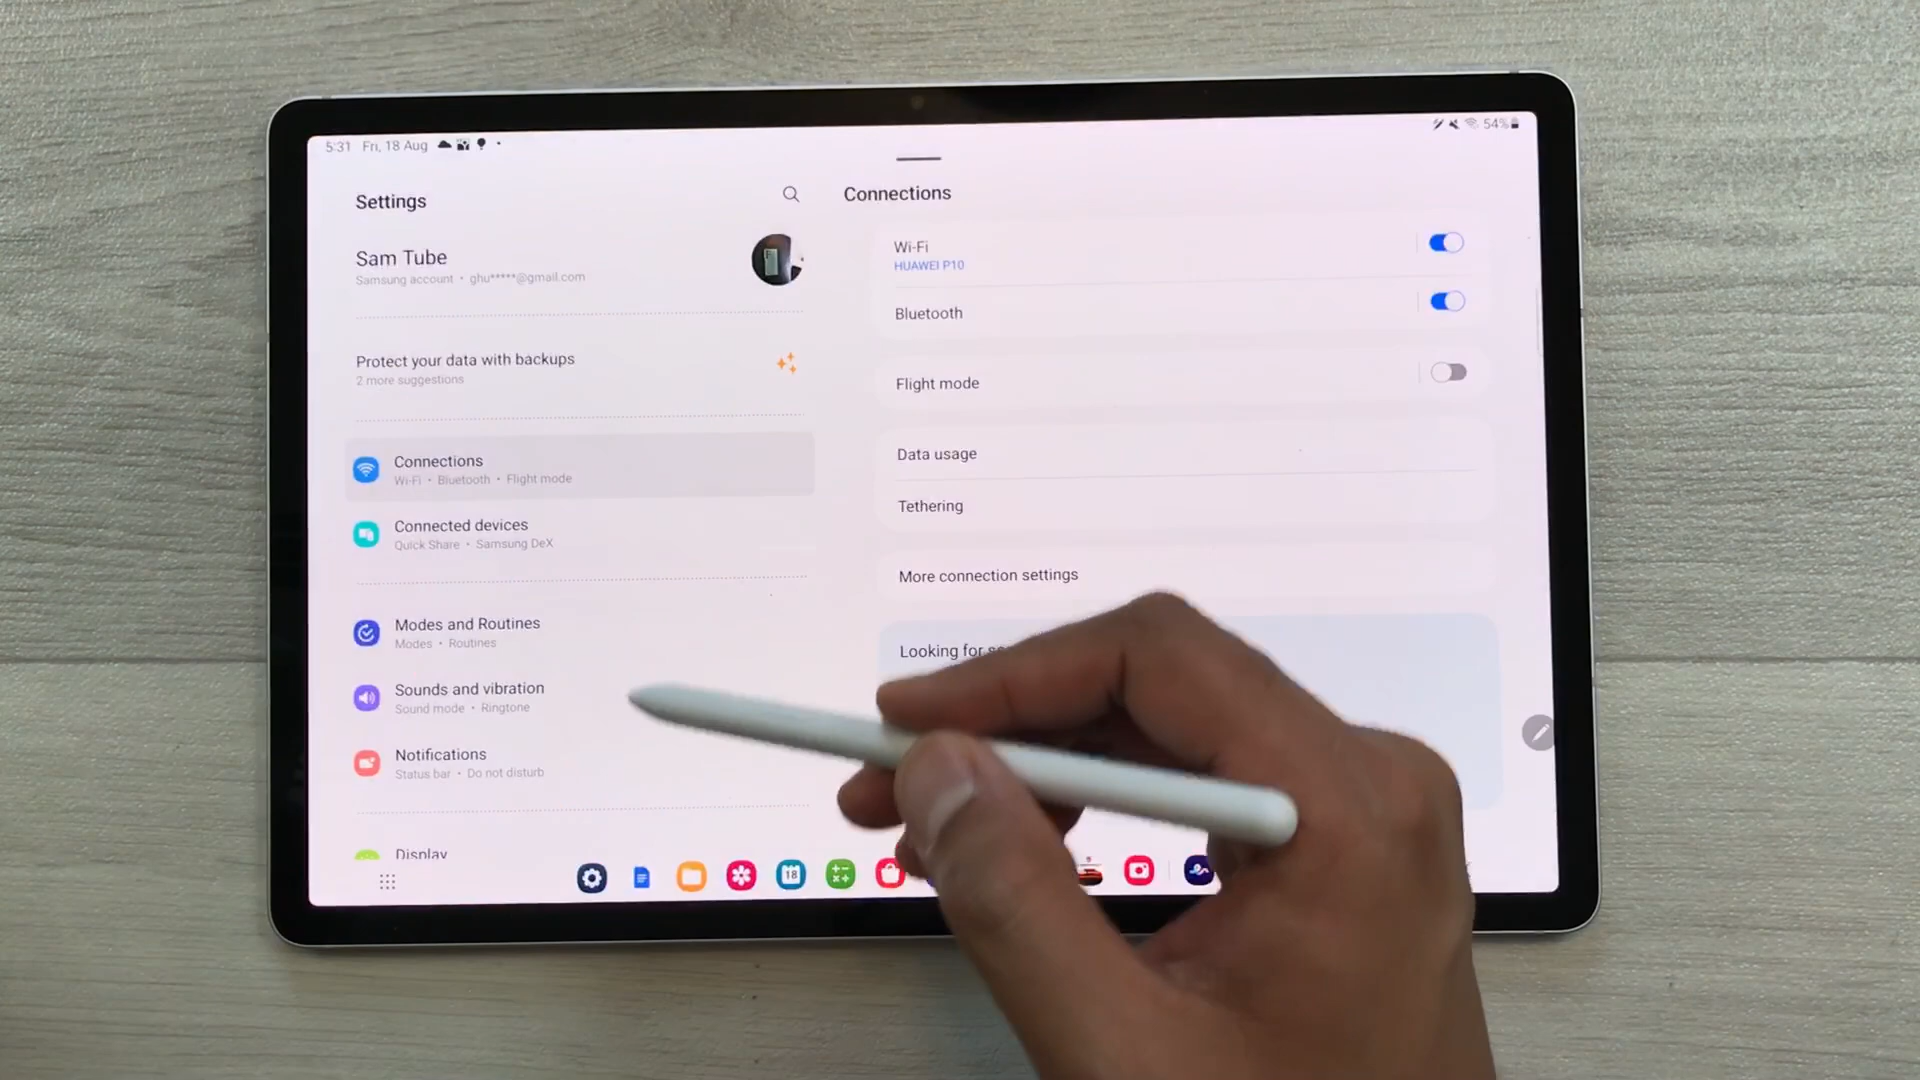 5:31 Fri, 18 Aug
54%
Settings
Sam Tube
Samsung account • ghu*****@gmail.com
Protect your data with backups
2 more suggestions
Connections
Wi-Fi • Bluetooth • Flight mode
Connected devices
Quick Share • Samsung DeX
Modes and Routines
Modes • Routines
Sounds and vibration
Sound mode • Ringtone
Notifications
Status bar • Do not disturb
Display
Connections
Wi-Fi
HUAWEI P10
Bluetooth
Flight mode
Data usage
Tethering
More connection settings
Looking for
18